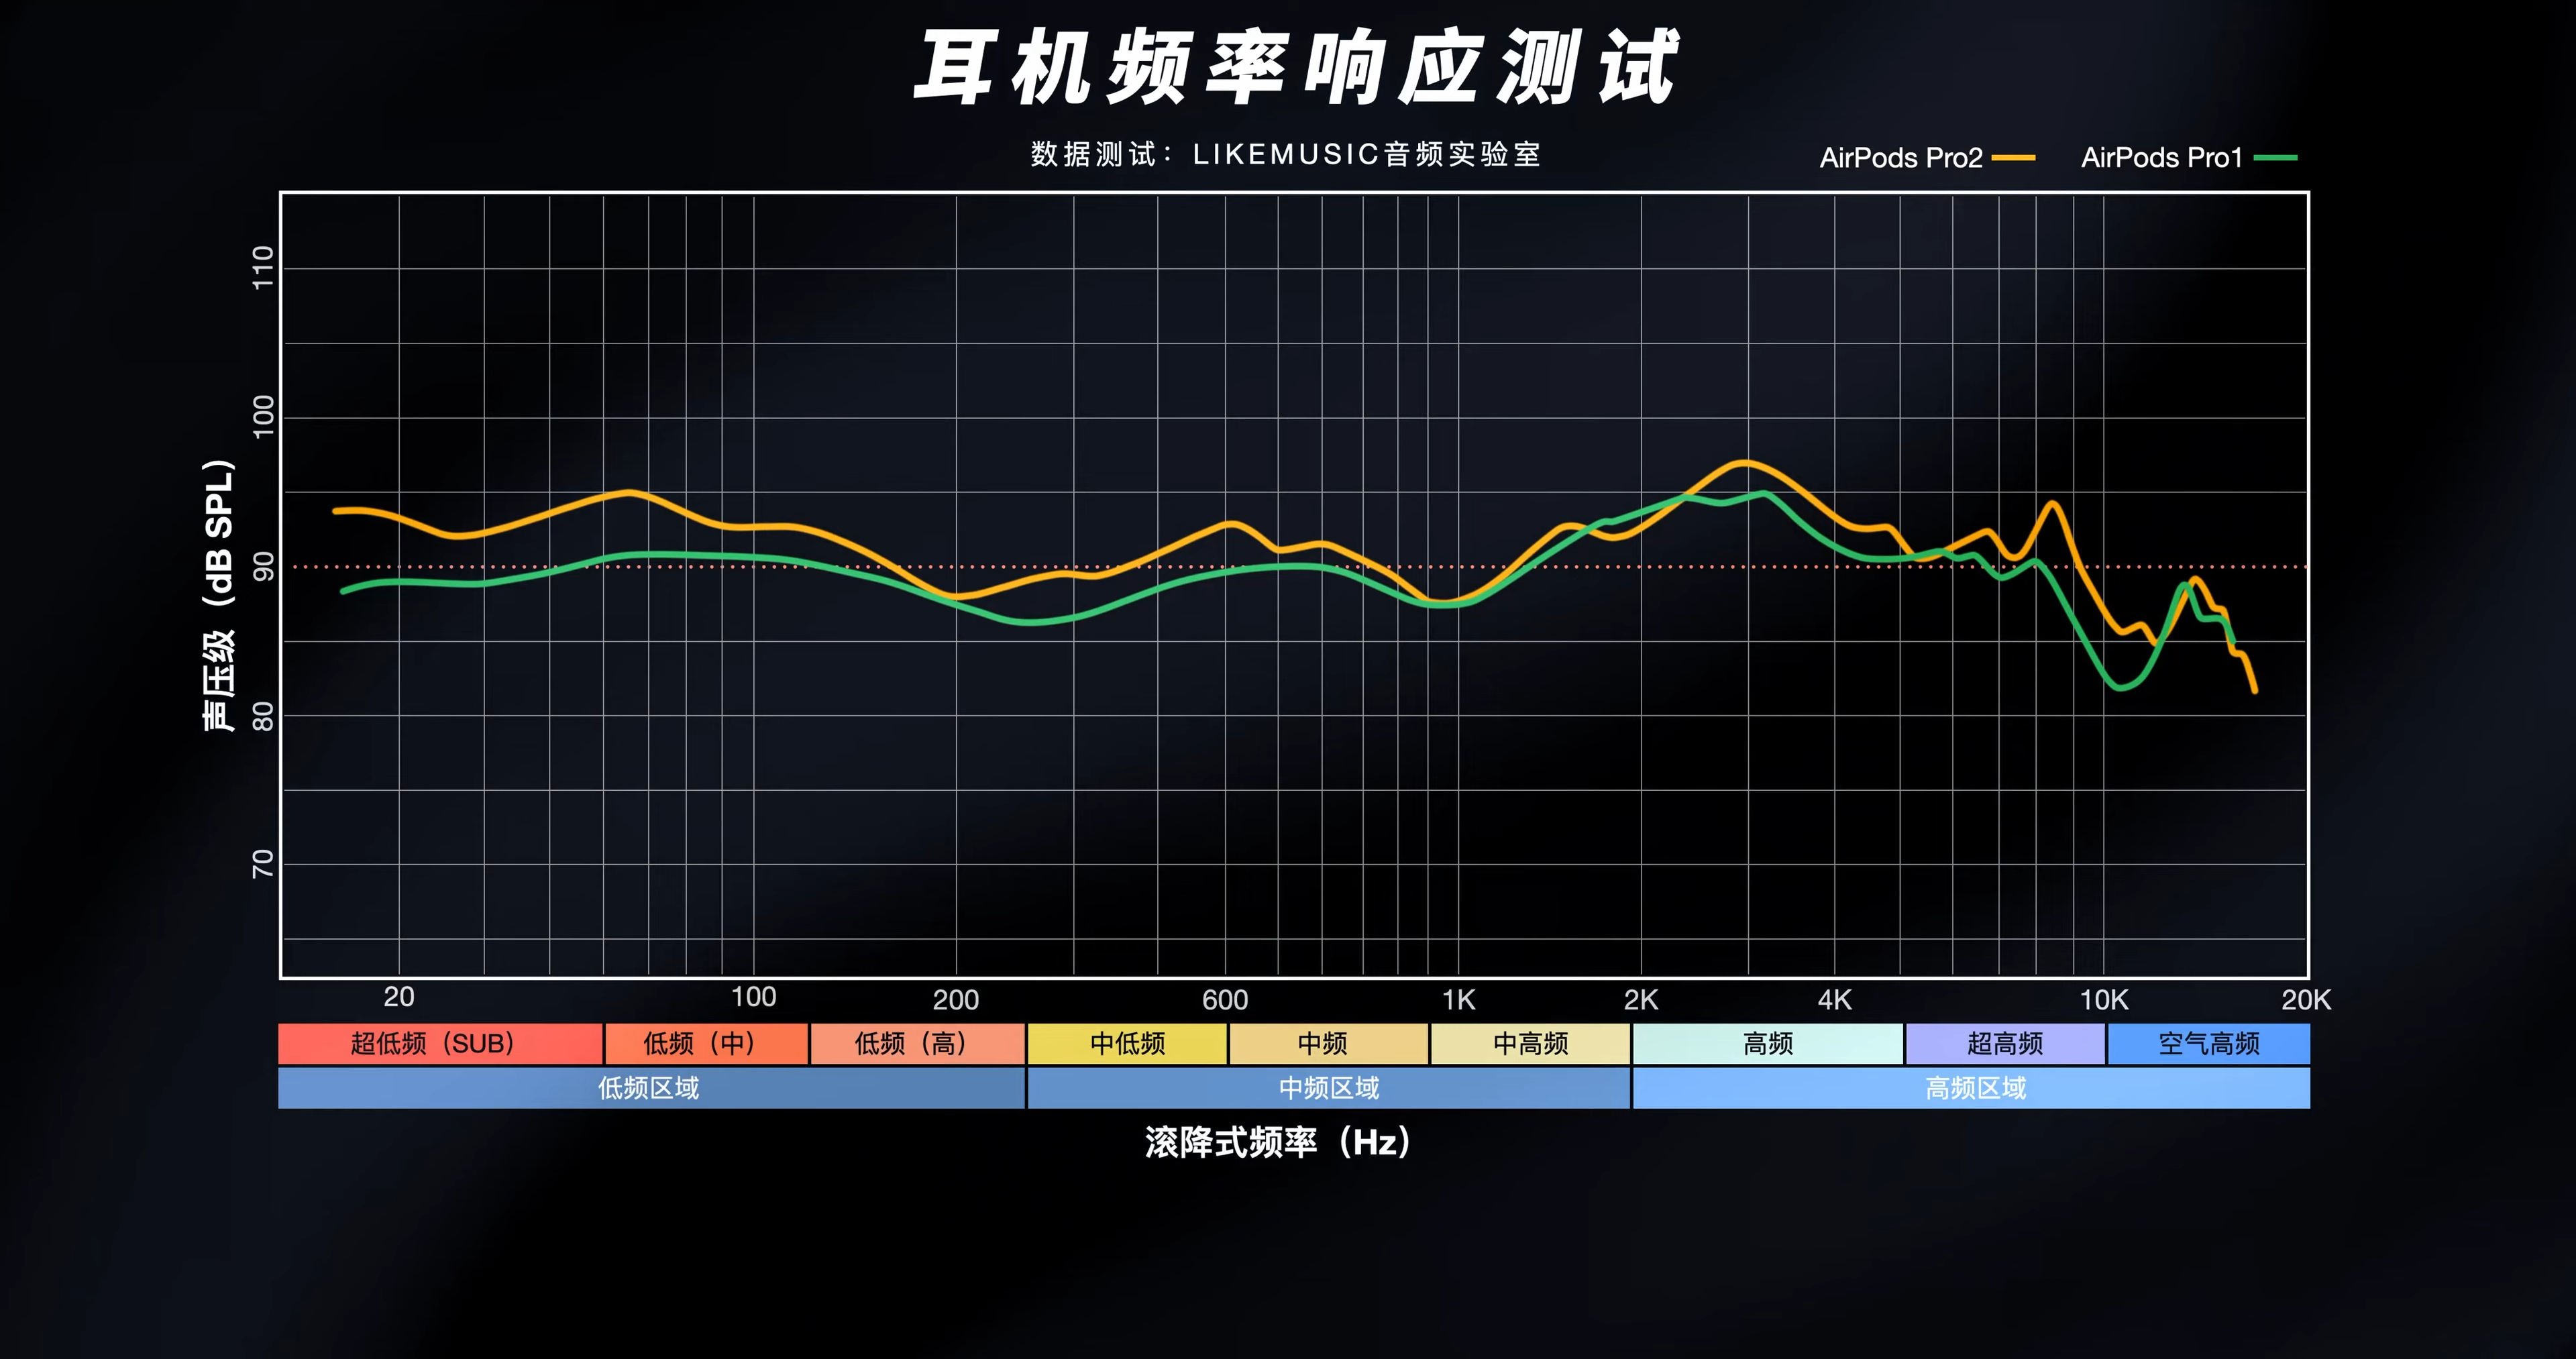 耳机频率响应测试
数据测试：LIKEMUSIC音频实验室
AirPods Pro2
AirPods Pro1
声压级（dB SPL）
110
100
90
80
70
20
100
200
600
1K
2K
4K
10K
20K
超低频（SUB）
低频（中）
低频（高）
中低频
中频
中高频
高频
超高频
空气高频
低频区域
中频区域
高频区域
滚降式频率（Hz）